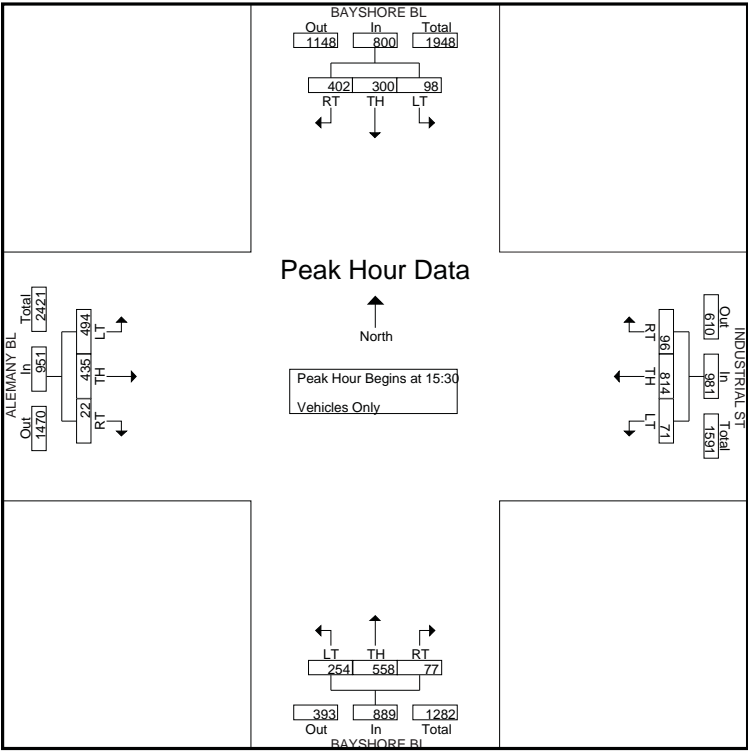 BAYSHORE BL
Out In Total
1148 800 1948
402 300 98
RT TH LT
Peak Hour Data
North
Peak Hour Begins at 15:30
Vehicles Only
ALEMANY BL
Out In Total
1470 951 2421
22 435 494
RT TH LT
INDUSTRIAL ST
Out In Total
610 981 1591
96 814 71
RT TH LT
LT TH RT
254 558 77
393 889 1282
Out In Total
BAYSHORE BL